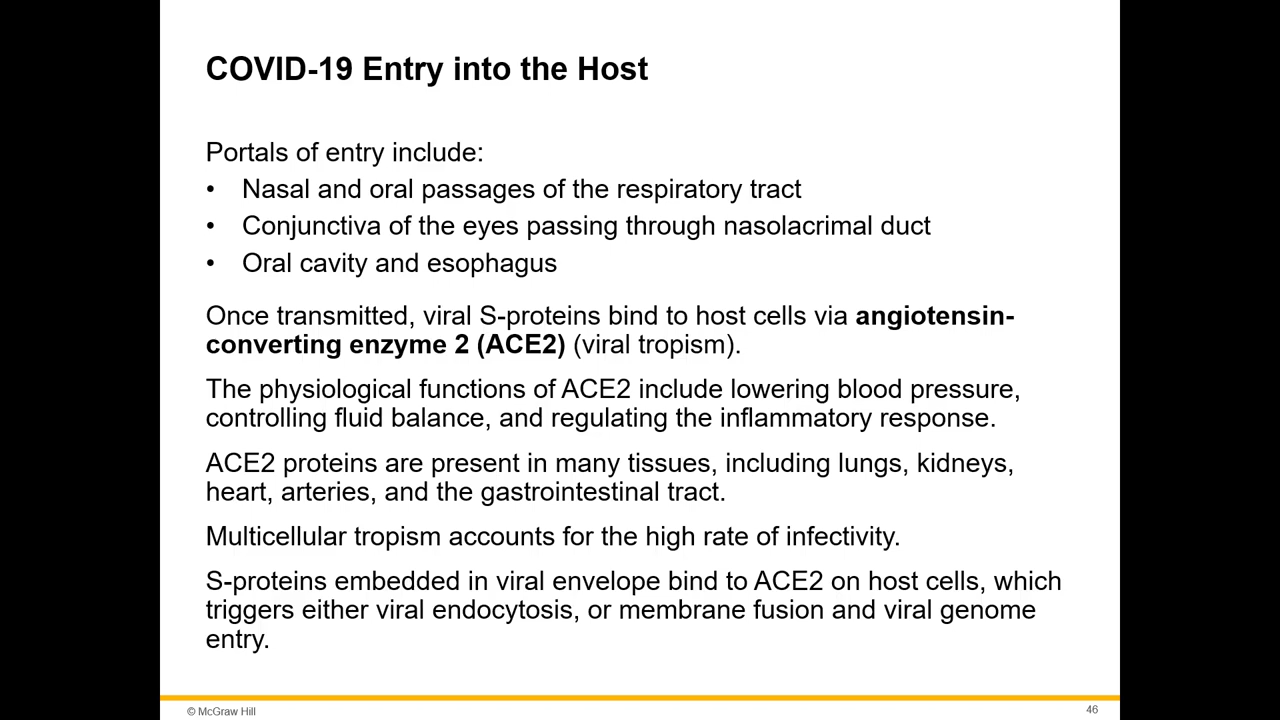 COVID-19 Entry into the Host
Portals of entry include:
• Nasal and oral passages of the respiratory tract
• Conjunctiva of the eyes passing through nasolacrimal duct
• Oral cavity and esophagus
Once transmitted, viral S-proteins bind to host cells via angiotensin-
converting enzyme 2 (ACE2) (viral tropism).
The physiological functions of ACE2 include lowering blood pressure,
controlling fluid balance, and regulating the inflammatory response.
ACE2 proteins are present in many tissues, including lungs, kidneys,
heart, arteries, and the gastrointestinal tract.
Multicellular tropism accounts for the high rate of infectivity.
S-proteins embedded in viral envelope bind to ACE2 on host cells, which
triggers either viral endocytosis, or membrane fusion and viral genome
entry.
© McGraw Hill
46